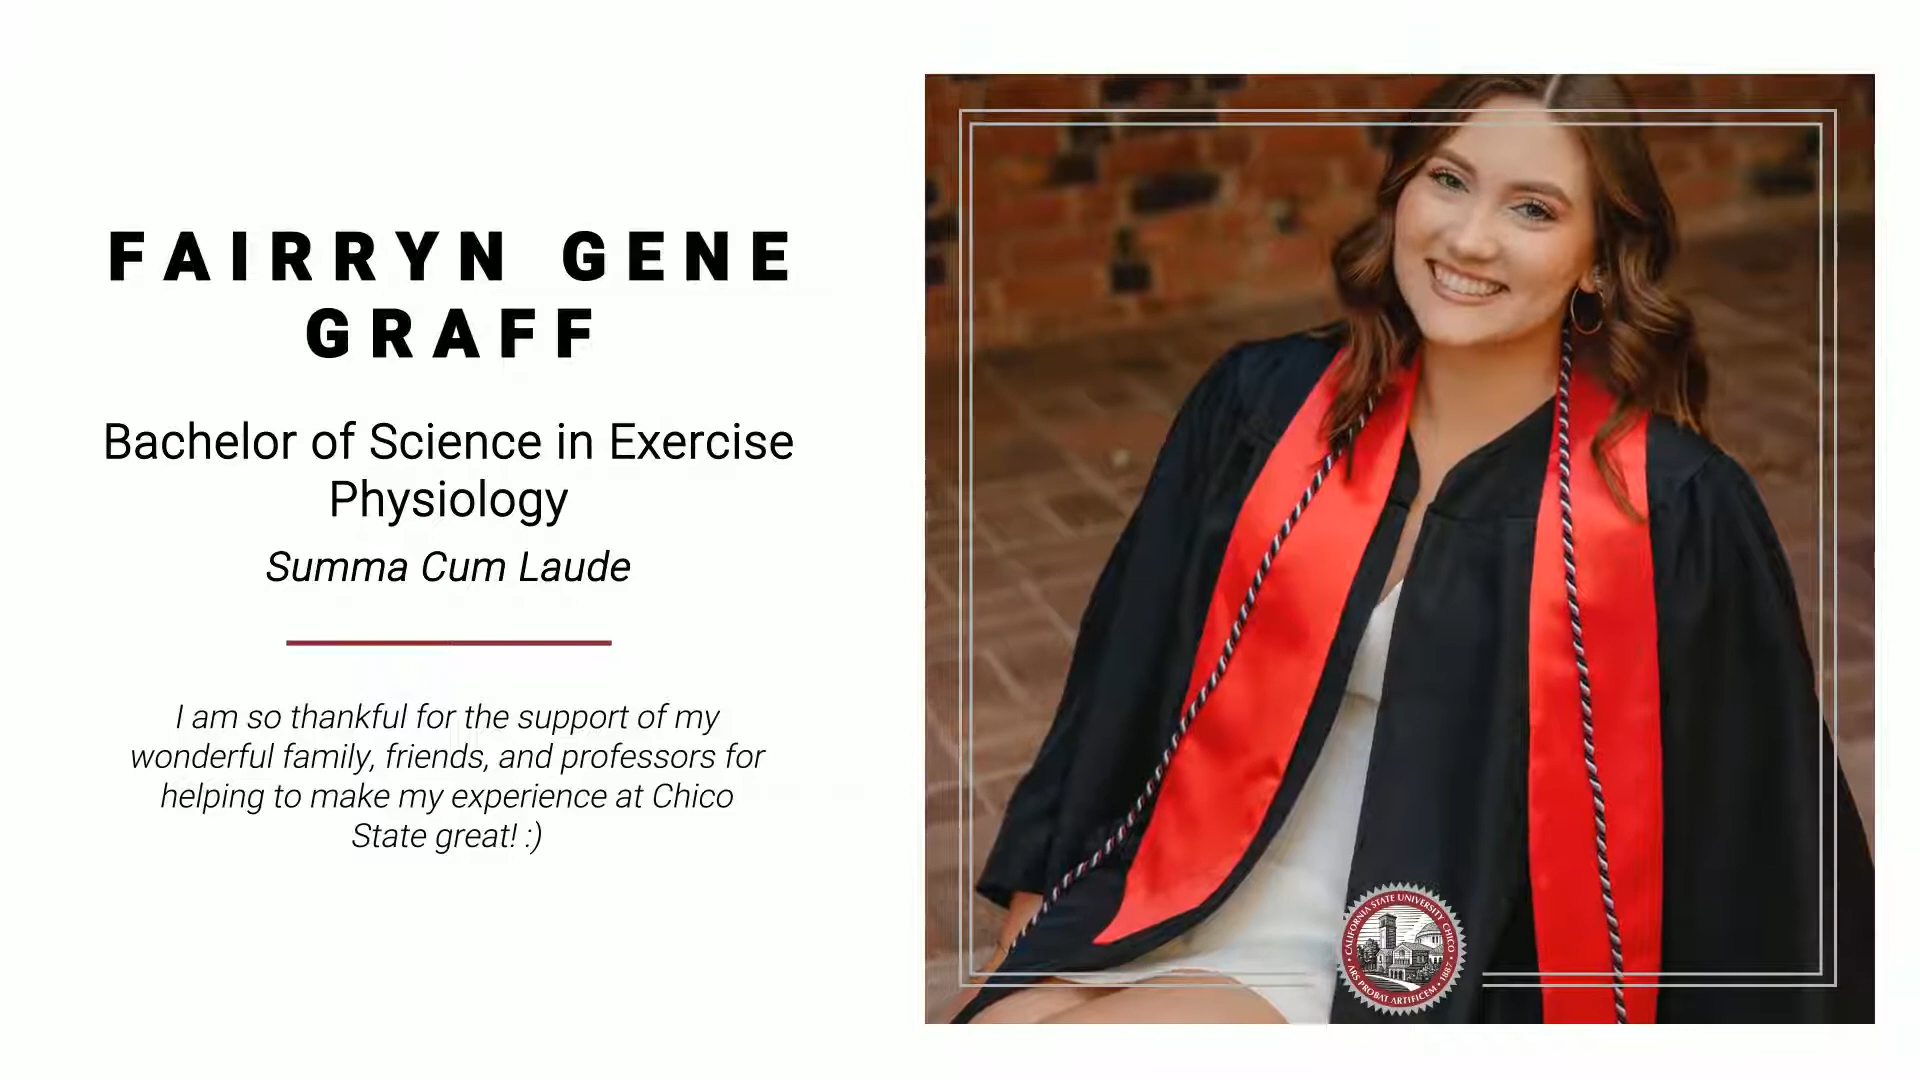 FAIRRYN GENE
GRAFF
Bachelor of Science in Exercise
Physiology
Summa Cum Laude
I am so thankful for the support of my
wonderful family, friends, and professors for
helping to make my experience at Chico
State great! :)
CALIFORNIA STATE UNIVERSITY CHICO
ARS PROBAT ARTIFICEM • 1887